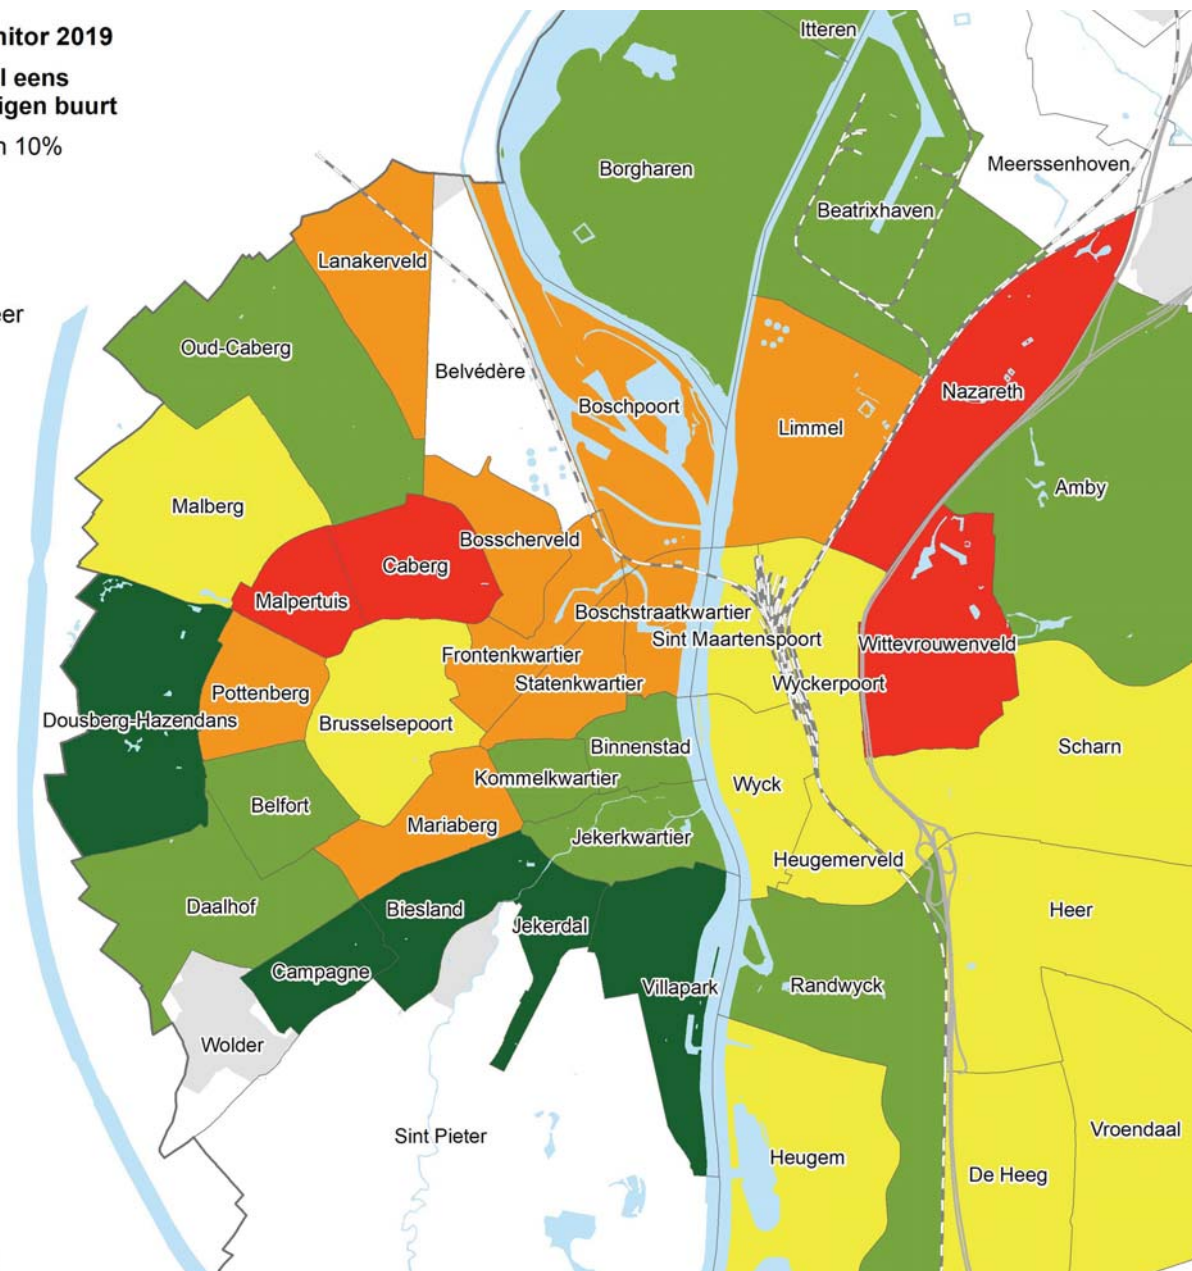 nitor 2019
l eens
igen buurt
n 10%
eer
Itteren
Borgharen
Meerssenhoven
Beatrixhaven
Lanakerveld
Oud-Caberg
Belvédère
Boschpoort
Limmel
Nazareth
Amby
Malberg
Bosscherveld
Caberg
Malpertuis
Boschstraatkwartier
Sint Maartenspoort
Wittevrouwenveld
Frontenkwartier
Statenkwartier
Wyckerpoort
Pottenberg
Dousberg-Hazendans
Brusselsepoort
Binnenstad
Scharn
Kommelkwartier
Wyck
Belfort
Mariaberg
Jekerkwartier
Heugemerveld
Daalhof
Biesland
Heer
Jekerdal
Campagne
Villapark
Randwyck
Wolder
Sint Pieter
Vroendaal
Heugem
De Heeg